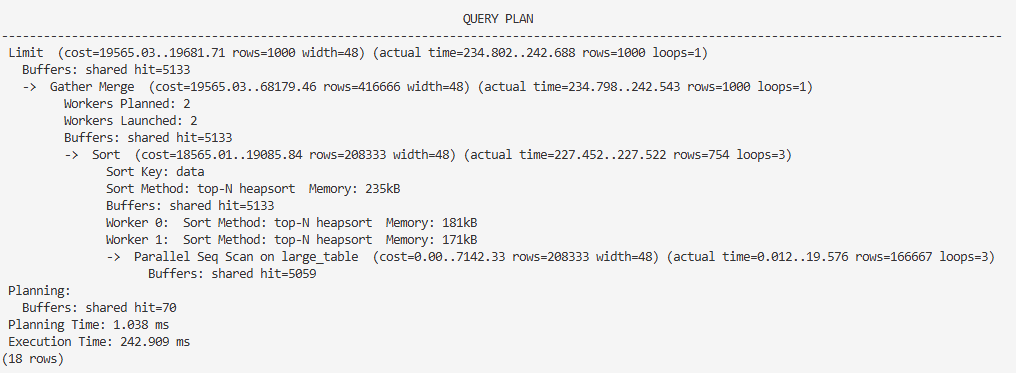 QUERY PLAN
-----------------------------------------------------------------------------------------------------------------------------------------------
Limit  (cost=19565.03..19681.71 rows=1000 width=48) (actual time=234.802..242.688 rows=1000 loops=1)
  Buffers: shared hit=5133
  ->  Gather Merge  (cost=19565.03..68179.46 rows=416666 width=48) (actual time=234.798..242.543 rows=1000 loops=1)
        Workers Planned: 2
        Workers Launched: 2
        Buffers: shared hit=5133
        ->  Sort  (cost=18565.01..19085.84 rows=208333 width=48) (actual time=227.452..227.522 rows=754 loops=3)
              Sort Key: data
              Sort Method: top-N heapsort  Memory: 235kB
              Buffers: shared hit=5133
              Worker 0:  Sort Method: top-N heapsort  Memory: 181kB
              Worker 1:  Sort Method: top-N heapsort  Memory: 171kB
              ->  Parallel Seq Scan on large_table  (cost=0.00..7142.33 rows=208333 width=48) (actual time=0.012..19.576 rows=166667 loops=3)
                    Buffers: shared hit=5059
Planning:
  Buffers: shared hit=70
Planning Time: 1.038 ms
Execution Time: 242.909 ms
(18 rows)